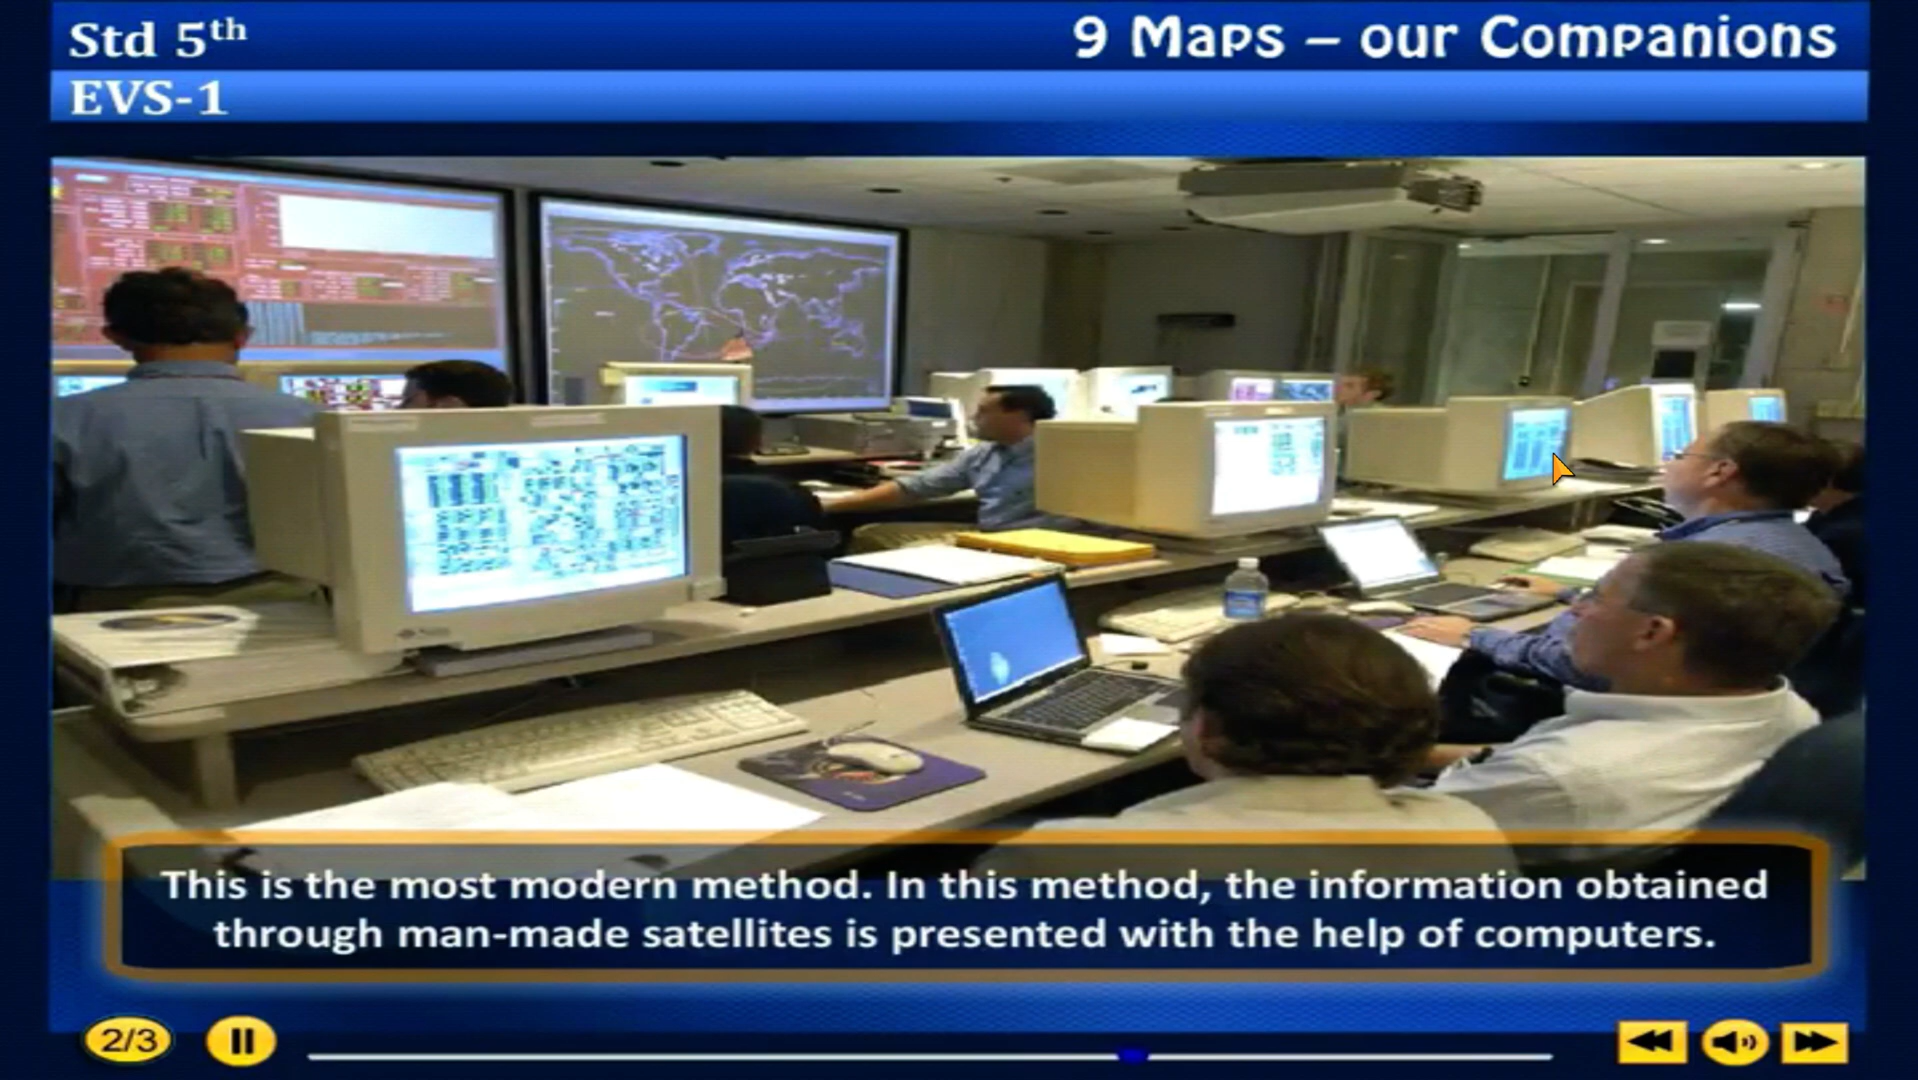 Std 5th
9 Maps – our Companions
EVS-1
This is the most modern method. In this method, the information obtained
through man-made satellites is presented with the help of computers.
2/3